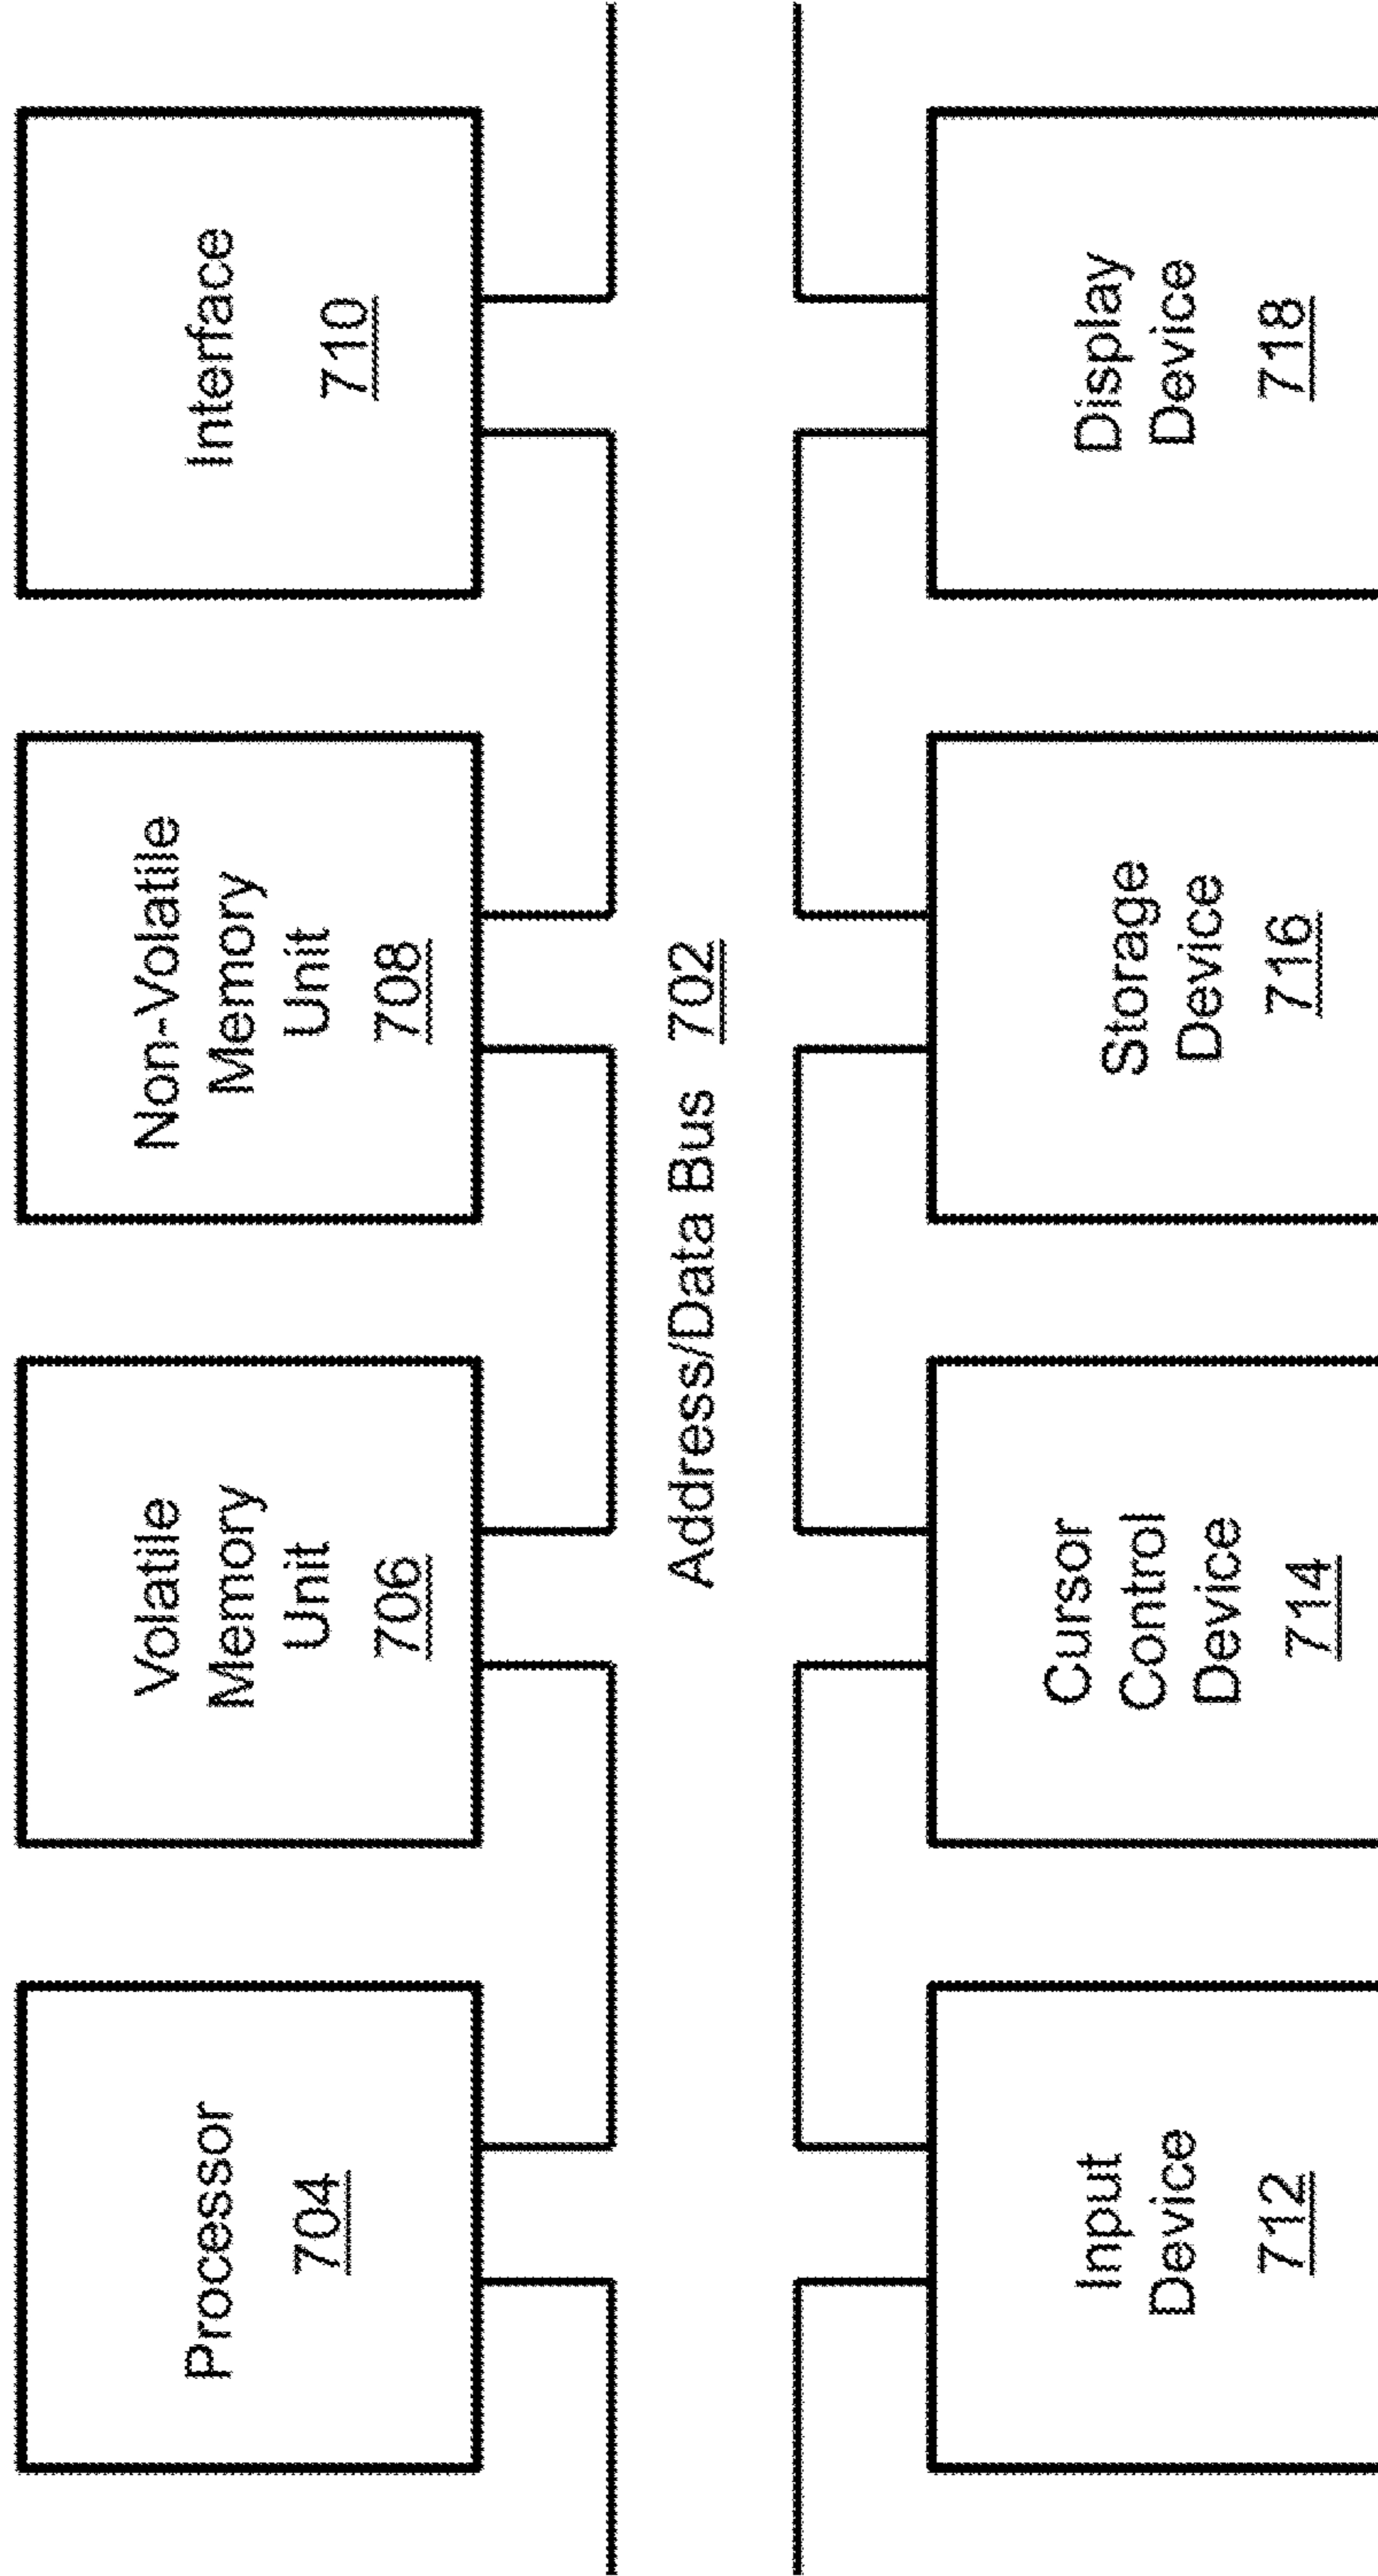 Processor
704
Volatile
Memory
Unit
706
Non-Volatile
Memory
Unit
708
Interface
710
Address/Data Bus 702
Input
Device
712
Cursor
Control
Device
714
Storage
Device
716
Display
Device
718